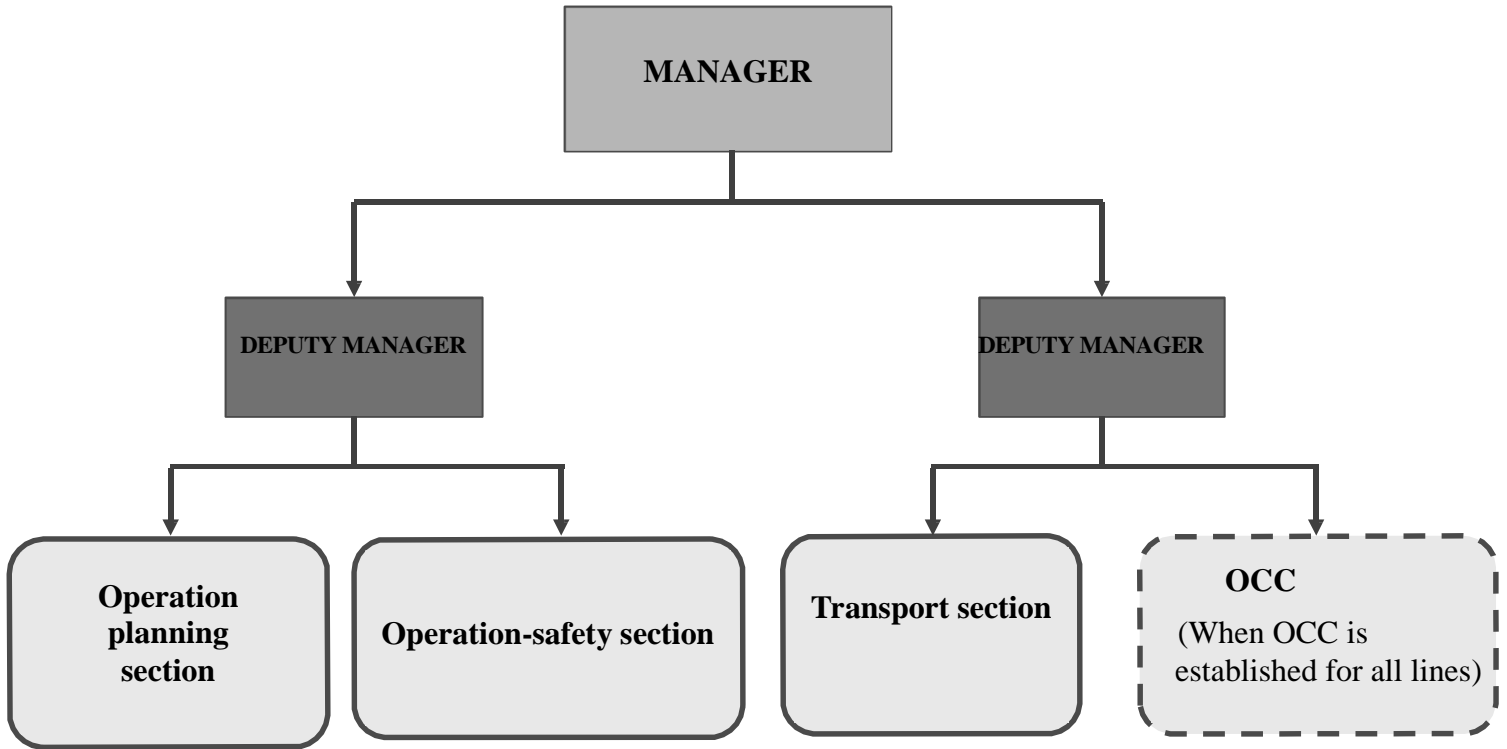 MANAGER
DEPUTY MANAGER
DEPUTY MANAGER
Operation
planning
section
Operation-safety section
Transport section
OCC
(When OCC is
established for all lines)